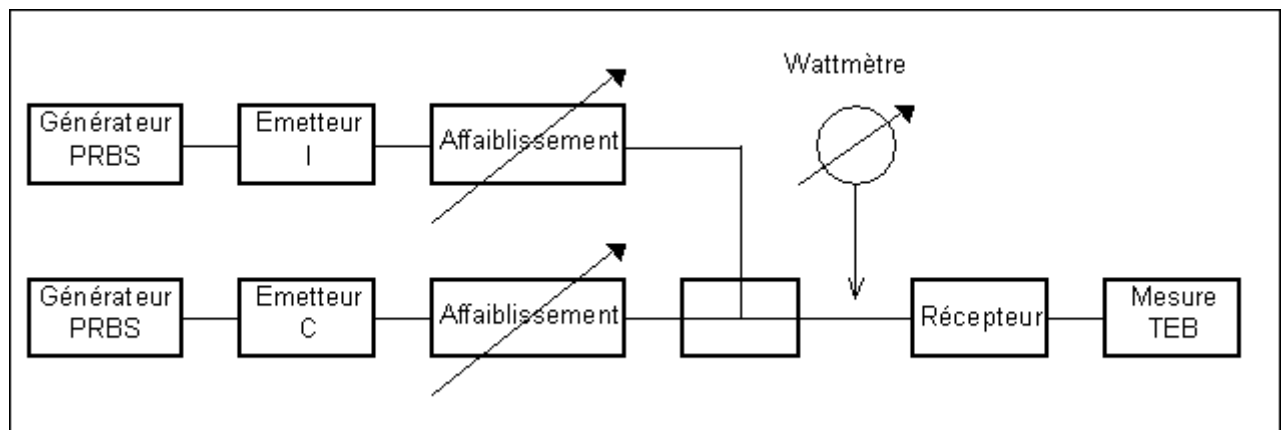 Wattmètre
Générateur
PRBS
Emetteur
I
Affaiblissement
Générateur
PRBS
Emetteur
C
Affaiblissement
Récepteur
Mesure
TEB